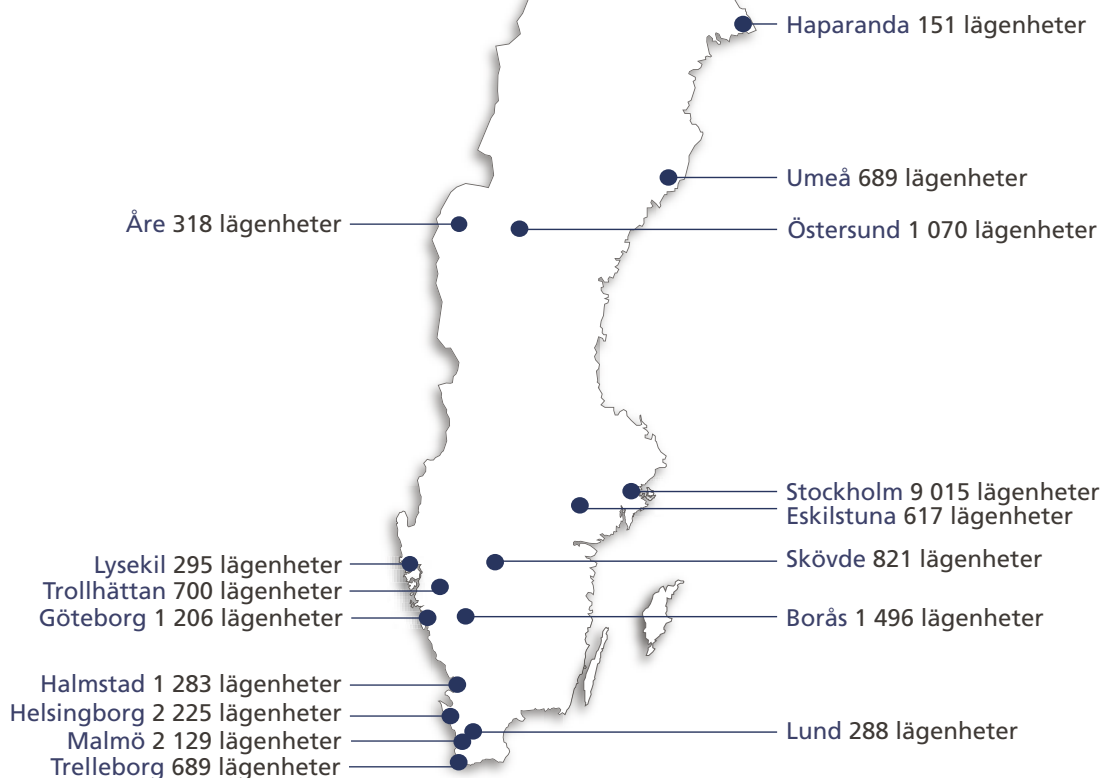 Haparanda 151 lägenheter
Umeå 689 lägenheter
Åre 318 lägenheter
Östersund 1 070 lägenheter
Stockholm 9 015 lägenheter
Eskilstuna 617 lägenheter
Skövde 821 lägenheter
Lysekil 295 lägenheter
Trollhättan 700 lägenheter
Göteborg 1 206 lägenheter
Borås 1 496 lägenheter
Halmstad 1 283 lägenheter
Helsingborg 2 225 lägenheter
Lund 288 lägenheter
Malmö 2 129 lägenheter
Trelleborg 689 lägenheter